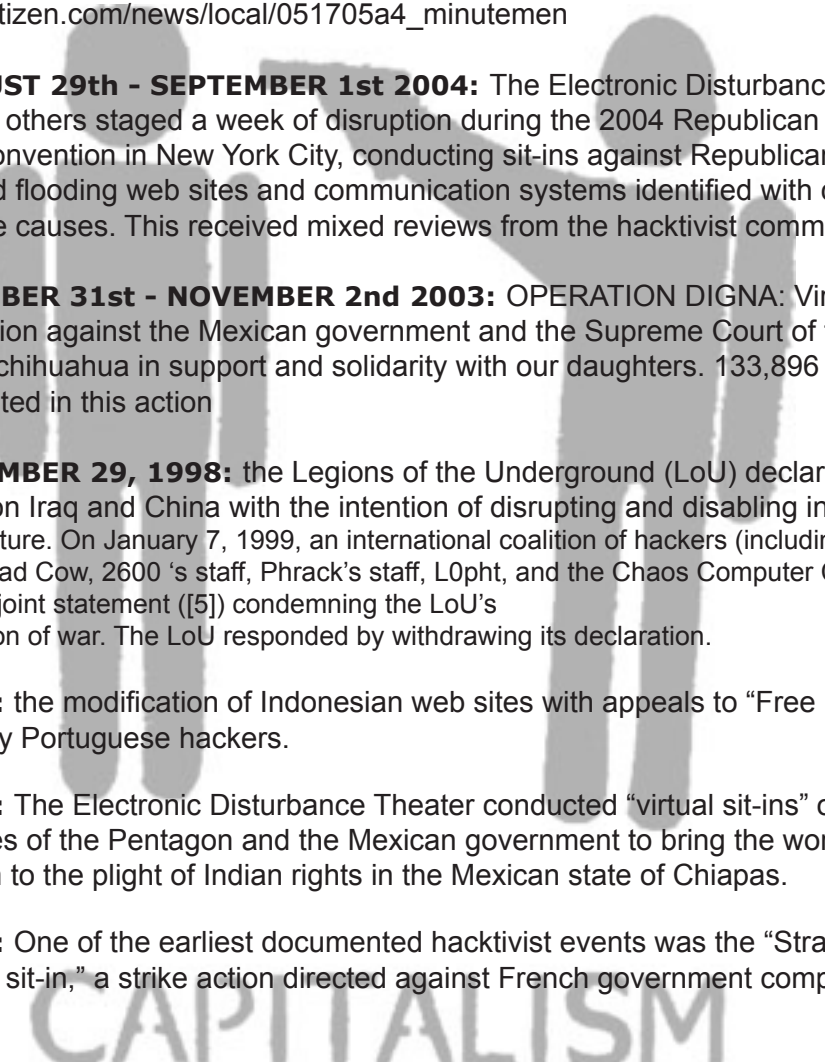 tizen.com/news/local/051705a4_minutemen
UST 29th - SEPTEMBER 1st 2004: The Electronic Disturbanc
others staged a week of disruption during the 2004 Republican
onvention in New York City, conducting sit-ins against Republica
d flooding web sites and communication systems identified with
e causes. This received mixed reviews from the hacktivist comm
BER 31st - NOVEMBER 2nd 2003: OPERATION DIGNA: Vir
ion against the Mexican government and the Supreme Court of
chihuahua in support and solidarity with our daughters. 133,896
ted in this action
MBER 29, 1998: the Legions of the Underground (LoU) declar
on Iraq and China with the intention of disrupting and disabling in
ture. On January 7, 1999, an international coalition of hackers (includin
ad Cow, 2600 's staff, Phrack's staff, L0pht, and the Chaos Computer
joint statement ([5]) condemning the LoU's
on of war. The LoU responded by withdrawing its declaration.
: the modification of Indonesian web sites with appeals to “Free
y Portuguese hackers.
: The Electronic Disturbance Theater conducted “virtual sit-ins” o
es of the Pentagon and the Mexican government to bring the wor
n to the plight of Indian rights in the Mexican state of Chiapas.
: One of the earliest documented hacktivist events was the “Stra
sit-in,” a strike action directed against French government comp
CAPITALISM